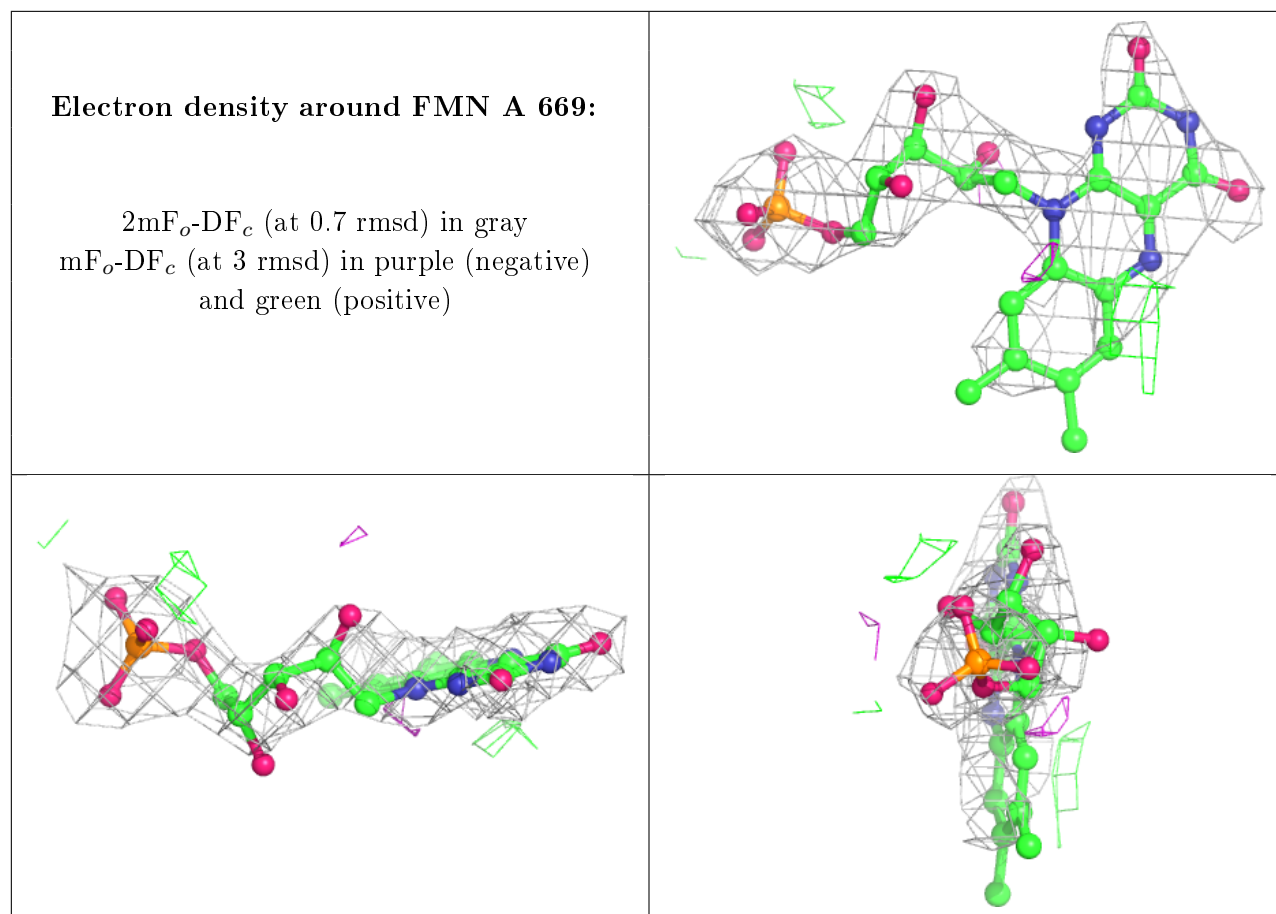 Electron density around FMN A 669:
2mFo-DFc (at 0.7 rmsd) in gray
mFo-DFc (at 3 rmsd) in purple (negative)
and green (positive)